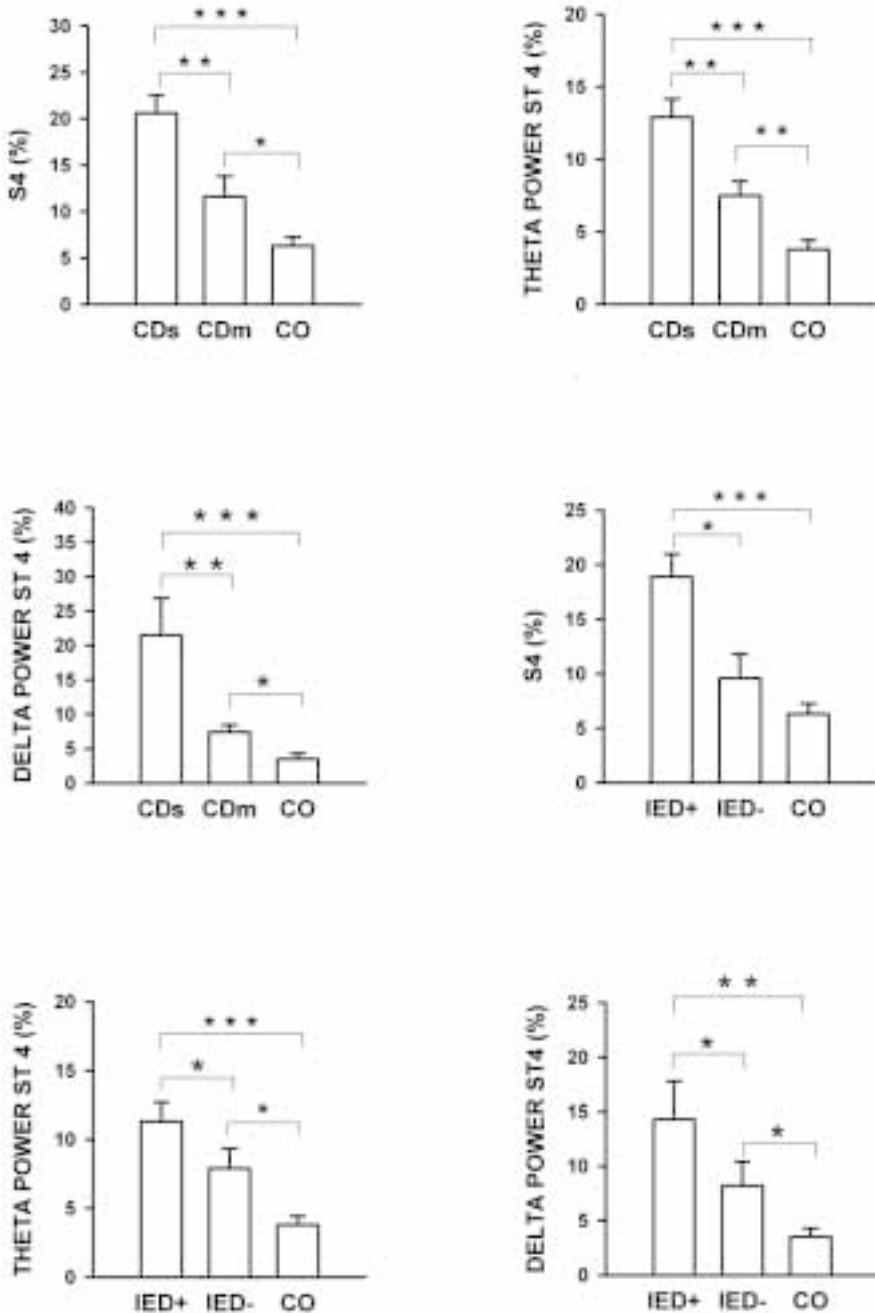 S4 (%)
30
25
20
15
10
5
0
* * *
* *
*
CDs CDm CO
THETA POWER ST 4 (%)
20
15
10
5
0
* * *
* *
* *
CDs CDm CO
DELTA POWER ST 4 (%)
40
35
30
25
20
15
10
5
0
* * *
* *
*
CDs CDm CO
S4 (%)
25
20
15
10
5
0
* * *
*
IED+ IED- CO
THETA POWER ST 4 (%)
20
15
10
5
0
* * *
*
*
IED+ IED- CO
DELTA POWER ST4 (%)
25
20
15
10
5
0
* *
*
*
IED+ IED- CO